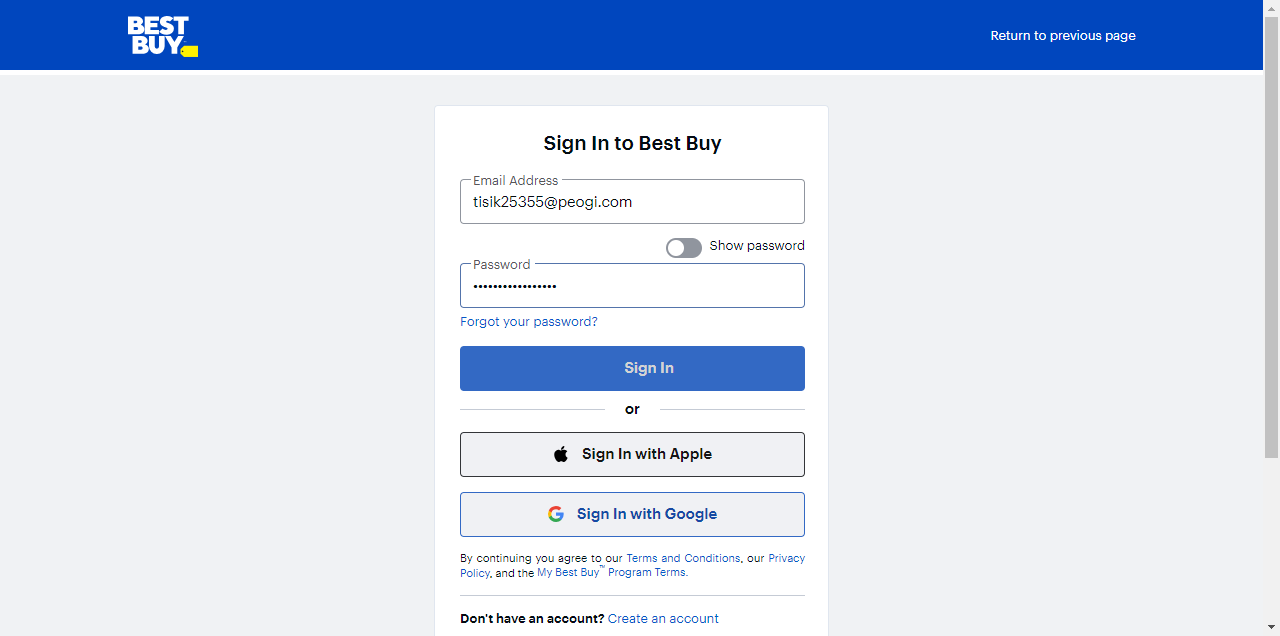 BEST
BUY
Return to previous page
Sign In to Best Buy
Email Address
tisik25355@peogi.com
Show password
Password
•••••••••••••••••
Forgot your password?
Sign In
or
Sign In with Apple
Sign In with Google
By continuing you agree to our Terms and Conditions, our Privacy
Policy, and the My Best Buy™ Program Terms.
Don't have an account? Create an account